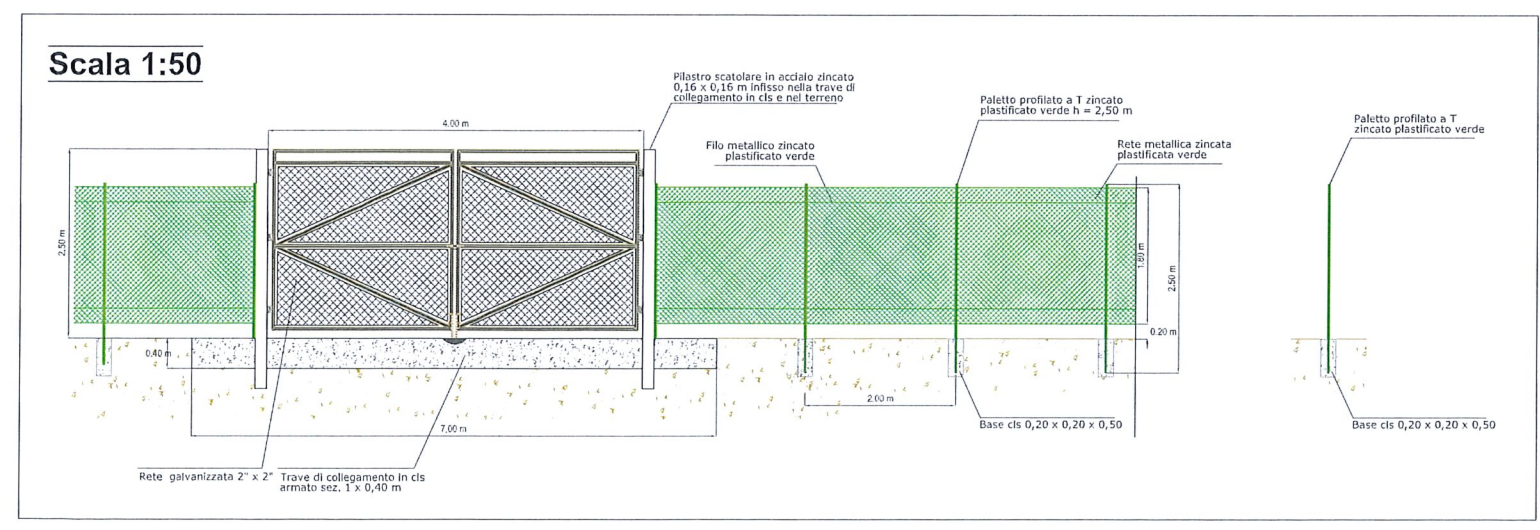 Scala 1:50
Pilastro scatolare in acciaio zincato
0,16 x 0,16 m infisso nella trave di
collegamento in cls e nel terreno
Paletto profilato a T zincato
plastificato verde h = 2,50 m
Paletto profilato a T
zincato plastificato verde
4.00 m
Filo metallico zincato
plastificato verde
Rete metallica zincata
plastificata verde
2,50 m
1.80 m
2.50 m
0.20 m
0,40 m
2.00 m
7,00 m
Base cls 0,20 x 0,20 x 0,50
Base cls 0,20 x 0,20 x 0,50
Rete galvanizzata 2" x 2"
Trave di collegamento in cls
armato sez. 1 x 0,40 m